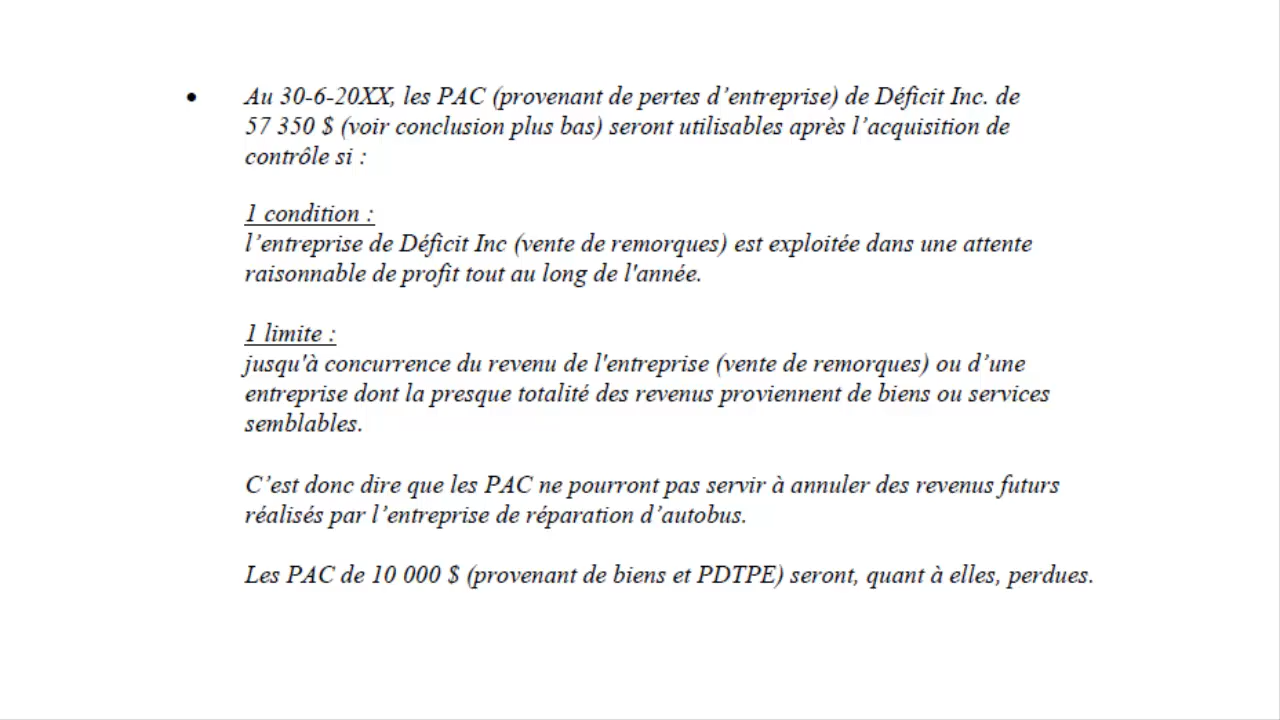 • Au 30-6-20XX, les PAC (provenant de pertes d’entreprise) de Déficit Inc. de
57 350 $ (voir conclusion plus bas) seront utilisables après l’acquisition de
contrôle si :
1 condition :
l’entreprise de Déficit Inc (vente de remorques) est exploitée dans une attente
raisonnable de profit tout au long de l'année.
1 limite :
jusqu'à concurrence du revenu de l'entreprise (vente de remorques) ou d’une
entreprise dont la presque totalité des revenus proviennent de biens ou services
semblables.
C’est donc dire que les PAC ne pourront pas servir à annuler des revenus futurs
réalisés par l’entreprise de réparation d’autobus.
Les PAC de 10 000 $ (provenant de biens et PDTPE) seront, quant à elles, perdues.